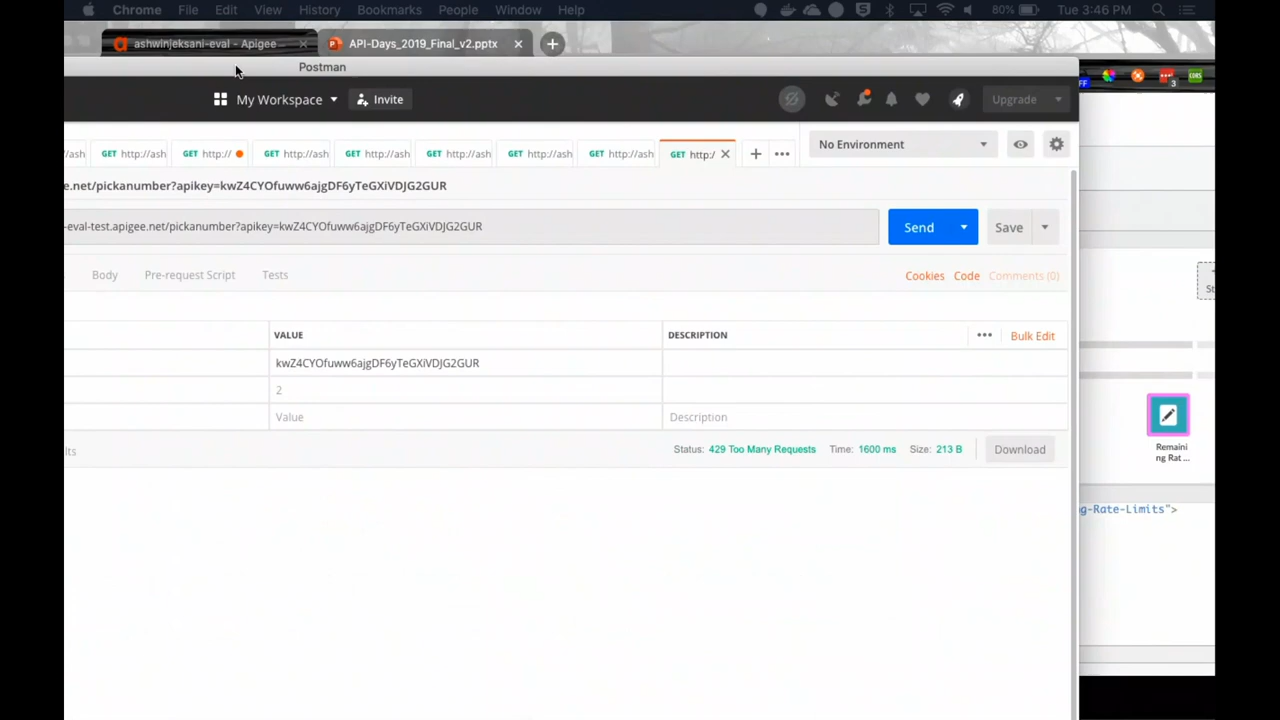 Chrome File Edit View History Bookmarks People Window Help 80% Tue 3:46 PM
ashwinjeksani-eval - Apigee API-Days_2019_Final_v2.pptx
Postman
My Workspace Invite Upgrade
3 CORS
/ash GET http://ash GET http:// GET http://ash GET http://ash GET http://ash GET http://ash GET http://ash GET http:/ No Environment
e.net/pickanumber?apikey=kwZ4CYOfuww6ajgDF6yTeGXiVDJG2GUR
-eval-test.apigee.net/pickanumber?apikey=kwZ4CYOfuww6ajgDF6yTeGXiVDJG2GUR Send Save
Body Pre-request Script Tests Cookies Code Comments (0)
VALUE DESCRIPTION Bulk Edit
kwZ4CYOfuww6ajgDF6yTeGXiVDJG2GUR
2
Value Description
lts Status: 429 Too Many Requests Time: 1600 ms Size: 213 B Download
Remaini
ng Rat ...
g-Rate-Limits">